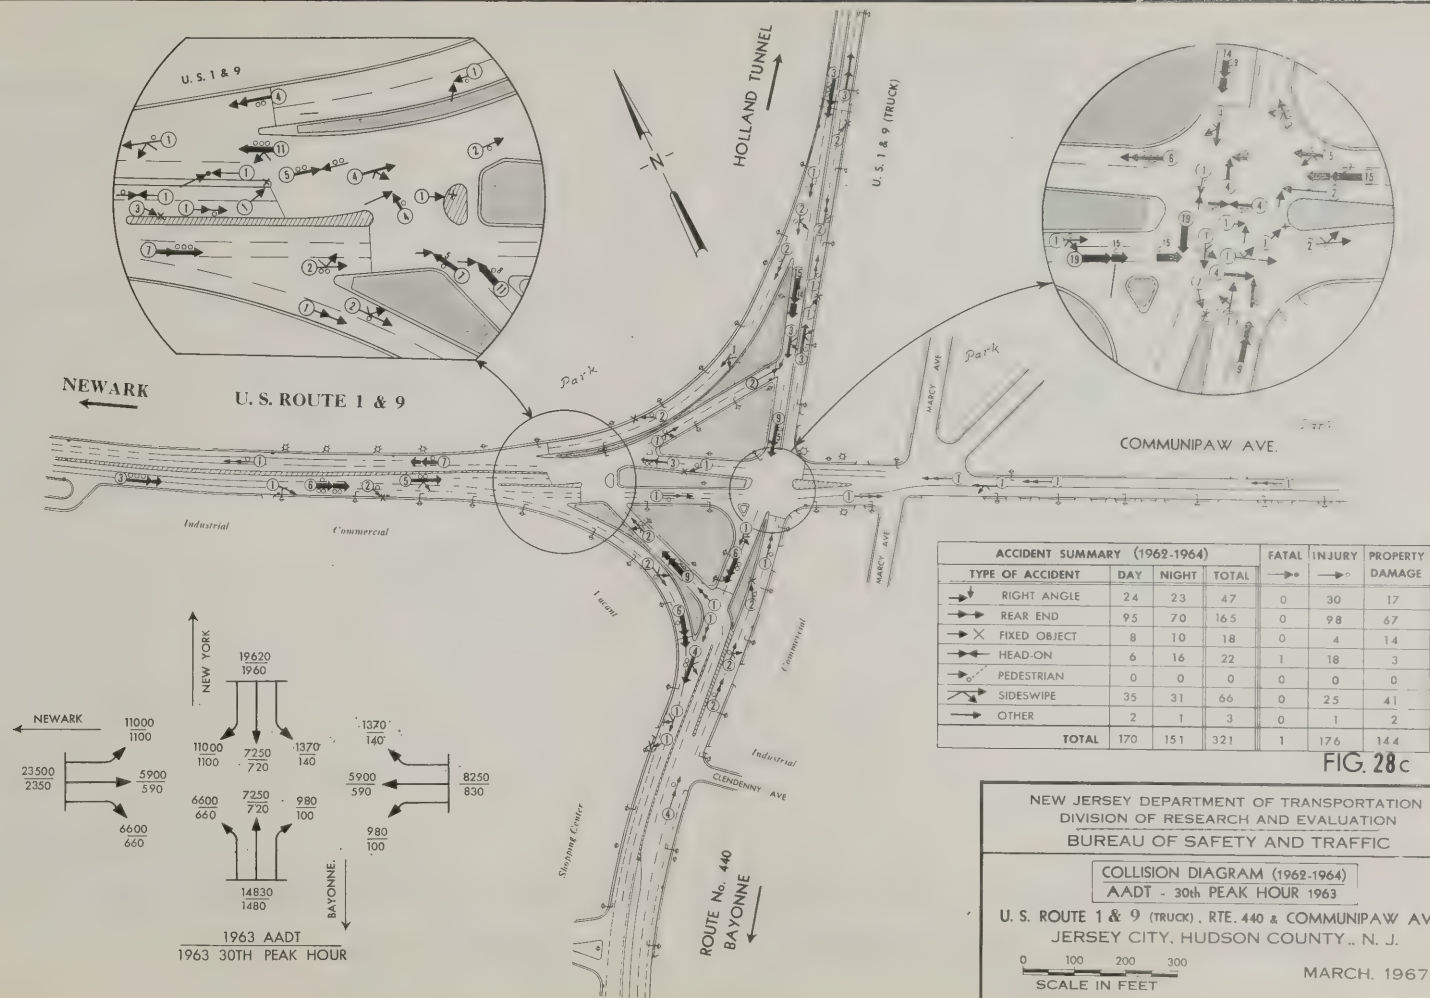 U.S. 1 & 9
HOLLAND TUNNEL
U.S. 1 & 9 (TRUCK)
N
Park
NEWARK
U. S. ROUTE 1 & 9
Park
MARCY AVE
COMMUNIPAW AVE.
MARCY AVE
Industrial
Commercial
Vacant
Commercial
Industrial
CLENDENNY AVE
Shopping Center
ROUTE No. 440
BAYONNE
ACCIDENT SUMMARY (1962-1964) FATAL INJURY PROPERTY DAMAGE
TYPE OF ACCIDENT DAY NIGHT TOTAL
RIGHT ANGLE 24 23 47 0 30 17
REAR END 95 70 165 0 98 67
FIXED OBJECT 8 10 18 0 4 14
HEAD-ON 6 16 22 1 18 3
PEDESTRIAN 0 0 0 0 0 0
SIDESWIPE 35 31 66 0 25 41
OTHER 2 1 3 0 1 2
TOTAL 170 151 321 1 176 144
FIG. 28c
NEW YORK
19620
1960
NEWARK
11000
1100
11000
1100
7250
720
1370
140
1370
140
23500
2350
5900
590
5900
590
8250
830
6600
660
6600
660
7250
720
980
100
980
100
14830
1480
BAYONNE
1963 AADT
1963 30TH PEAK HOUR
NEW JERSEY DEPARTMENT OF TRANSPORTATION
DIVISION OF RESEARCH AND EVALUATION
BUREAU OF SAFETY AND TRAFFIC
COLLISION DIAGRAM (1962-1964)
AADT - 30th PEAK HOUR 1963
U. S. ROUTE 1 & 9 (TRUCK), RTE. 440 & COMMUNIPAW AV
JERSEY CITY, HUDSON COUNTY., N. J.
0 100 200 300
SCALE IN FEET
MARCH. 1967